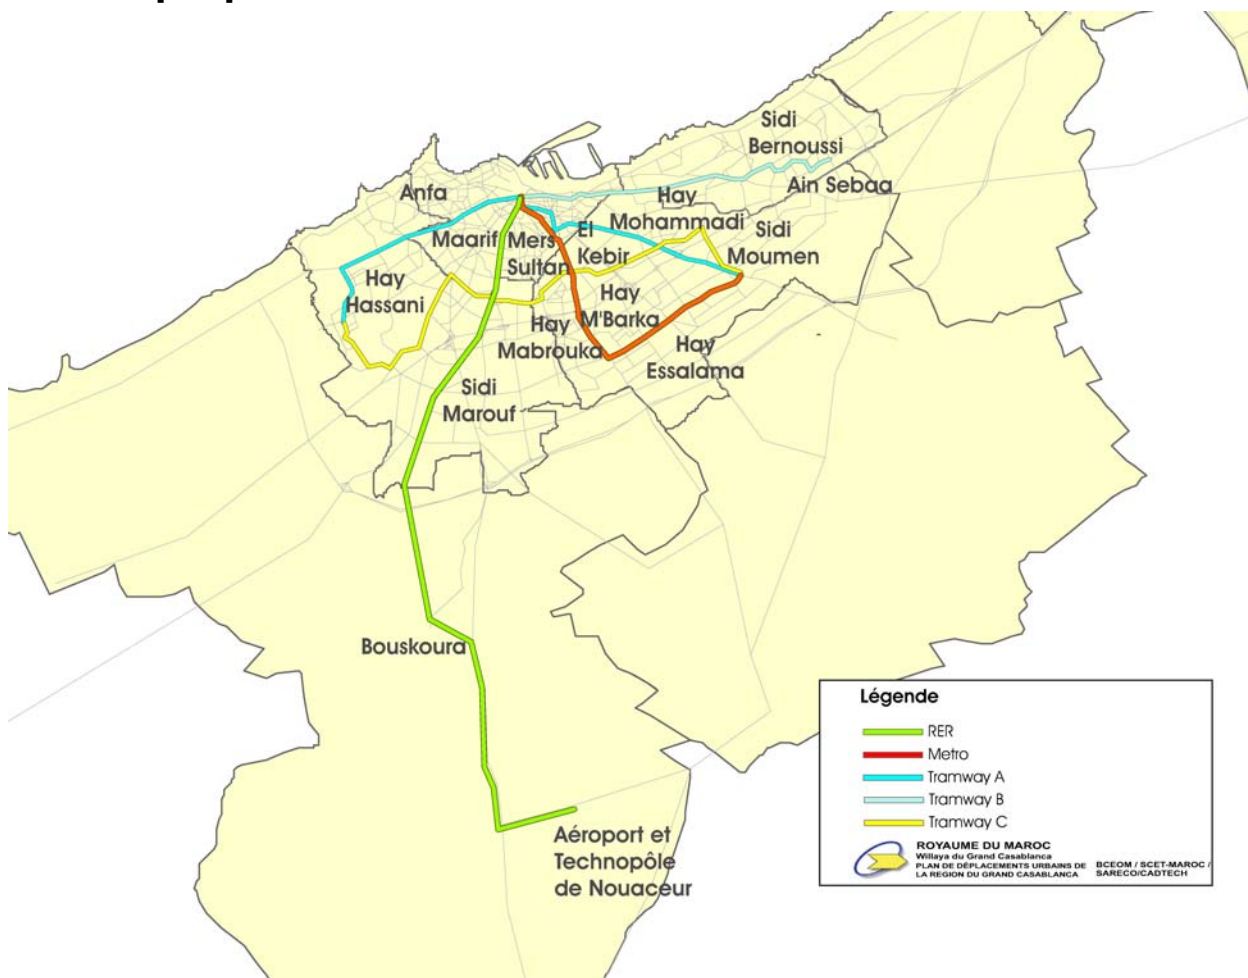 Sidi
Bernoussi
Ain Sebaa
Anfa
Hay
Mohammadi
Maarif
Mers
Sultan
El
Kebir
Sidi
Moumen
Hay
Hassani
Hay
M'Barka
Hay
Mabrouka
Hay
Essalama
Sidi
Marouf
Bouskoura
Aéroport et
Technopôle
de Nouaceur
Légende
RER
Metro
Tramway A
Tramway B
Tramway C
ROYAUME DU MAROC
Willaya du Grand Casablanca
PLAN DE DÉPLACEMENTS URBAINS DE
LA REGION DU GRAND CASABLANCA
BCEOM / SCET-MAROC /
SARECO/CADTECH